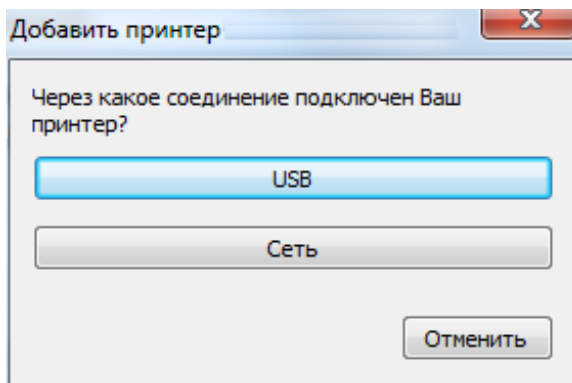 Добавить принтер
Через какое соединение подключен Ваш
принтер?
USB
Сеть
Отменить